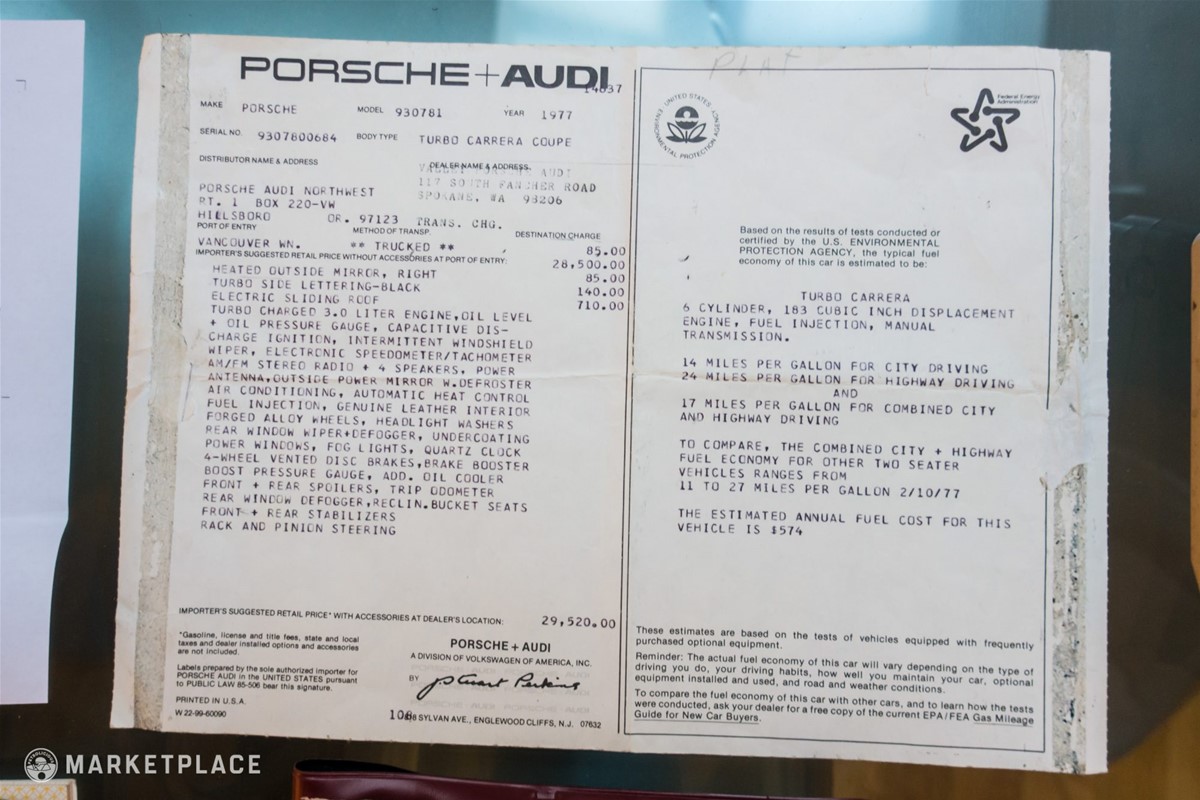 PORSCHE+AUDI
14637
MAKE PORSCHE MODEL 930781 YEAR 1977
SERIAL NO. 9307800684 BODY TYPE TURBO CARRERA COUPE
DISTRIBUTOR NAME & ADDRESS DEALER NAME & ADDRESS
AUDI
117 SOUTH FANCHER ROAD
PORSCHE AUDI NORTHWEST SPOKANE, WA 98206
RT. 1 BOX 220-VW
HILLSBORO OR. 97123 TRANS. CHG.
PORT OF ENTRY METHOD OF TRANSP. DESTINATION CHARGE
VANCOUVER WN. ** TRUCKED ** 85.00
IMPORTER'S SUGGESTED RETAIL PRICE WITHOUT ACCESSORIES AT PORT OF ENTRY: 28,500.00
HEATED OUTSIDE MIRROR, RIGHT 85.00
TURBO SIDE LETTERING-BLACK 140.00
ELECTRIC SLIDING ROOF 710.00
TURBO CHARGED 3.0 LITER ENGINE,OIL LEVEL
+ OIL PRESSURE GAUGE, CAPACITIVE DIS-
CHARGE IGNITION, INTERMITTENT WINDSHIELD
WIPER, ELECTRONIC SPEEDOMETER/TACHOMETER
AM/FM STEREO RADIO + 4 SPEAKERS, POWER
ANTENNA,OUTSIDE POWER MIRROR W.DEFROSTER
AIR CONDITIONING, AUTOMATIC HEAT CONTROL
FUEL INJECTION, GENUINE LEATHER INTERIOR
FORGED ALLOY WHEELS, HEADLIGHT WASHERS
REAR WINDOW WIPER+DEFOGGER, UNDERCOATING
POWER WINDOWS, FOG LIGHTS, QUARTZ CLOCK
4-WHEEL VENTED DISC BRAKES,BRAKE BOOSTER
BOOST PRESSURE GAUGE, ADD. OIL COOLER
FRONT + REAR SPOILERS, TRIP ODOMETER
REAR WINDOW DEFOGGER,RECLIN.BUCKET SEATS
FRONT + REAR STABILIZERS
RACK AND PINION STEERING
IMPORTER'S SUGGESTED RETAIL PRICE* WITH ACCESSORIES AT DEALER'S LOCATION: 29,520.00
*Gasoline, license and title fees, state and local
taxes and dealer installed options and accessories
are not included.
Labels prepared by the sole authorized importer for
PORSCHE AUDI in the UNITED STATES pursuant
to PUBLIC LAW 85-506 bear this signature.
PRINTED IN U.S.A.
W 22-99-60090
PORSCHE + AUDI
A DIVISION OF VOLKSWAGEN OF AMERICA, INC.
BY J Stuart Perkins
108 SYLVAN AVE., ENGLEWOOD CLIFFS, N.J. 07632
UNITED STATES
ENVIRONMENTAL PROTECTION AGENCY
Federal Energy
Administration
Based on the results of tests conducted or
certified by the U.S. ENVIRONMENTAL
PROTECTION AGENCY, the typical fuel
economy of this car is estimated to be:
TURBO CARRERA
6 CYLINDER, 183 CUBIC INCH DISPLACEMENT
ENGINE, FUEL INJECTION, MANUAL
TRANSMISSION.
14 MILES PER GALLON FOR CITY DRIVING
24 MILES PER GALLON FOR HIGHWAY DRIVING
AND
17 MILES PER GALLON FOR COMBINED CITY
AND HIGHWAY DRIVING
TO COMPARE, THE COMBINED CITY + HIGHWAY
FUEL ECONOMY FOR OTHER TWO SEATER
VEHICLES RANGES FROM
11 TO 27 MILES PER GALLON 2/10/77
THE ESTIMATED ANNUAL FUEL COST FOR THIS
VEHICLE IS $574
These estimates are based on the tests of vehicles equipped with frequently
purchased optional equipment.
Reminder: The actual fuel economy of this car will vary depending on the type of
driving you do, your driving habits, how well you maintain your car, optional
equipment installed and used, and road and weather conditions.
To compare the fuel economy of this car with other cars, and to learn how the tests
were conducted, ask your dealer for a free copy of the current EPA/FEA Gas Mileage
Guide for New Car Buyers.
MARKETPLACE